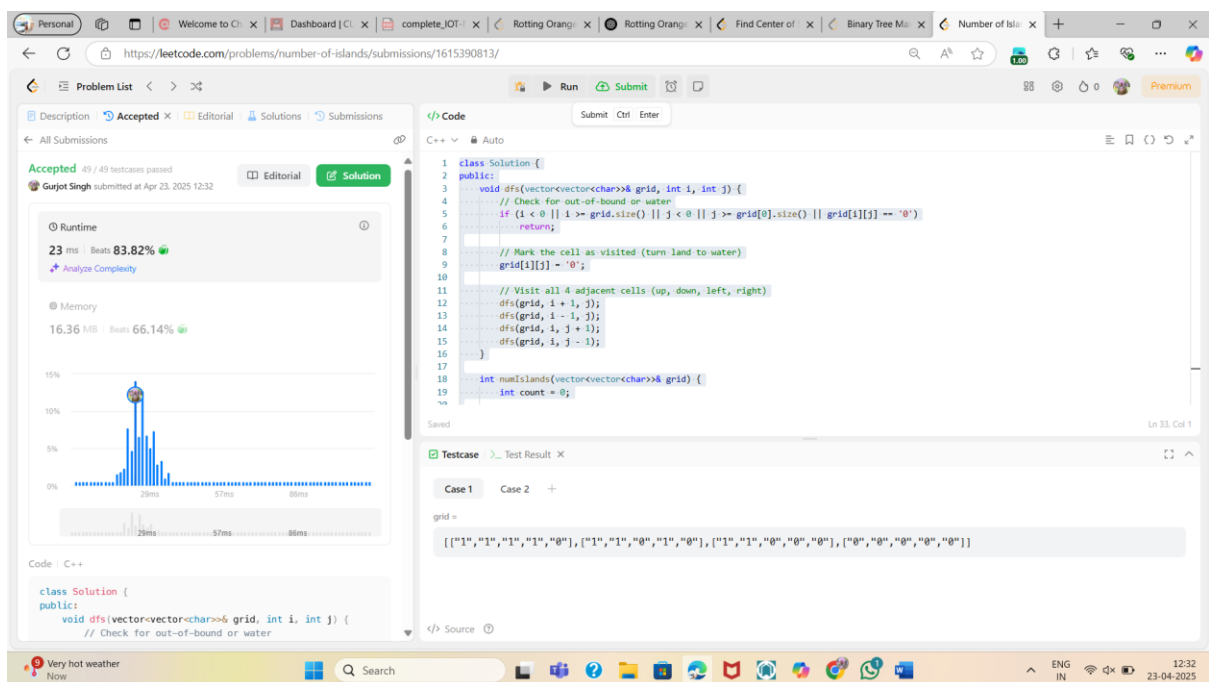 Personal
Welcome to Ch
Dashboard | CL
complete_IOT-
Rotting Orange
Rotting Orange
Find Center of
Binary Tree Ma
Number of Islan
https://leetcode.com/problems/number-of-islands/submissions/1615390813/
1.00
Problem List
Run
Submit
0
Premium
Description
Accepted
Editorial
Solutions
Submissions
Code
Submit Ctrl Enter
All Submissions
C++
Auto
Accepted 49 / 49 testcases passed
Gurjot Singh submitted at Apr 23, 2025 12:32
Editorial
Solution
Runtime
23 ms Beats 83.82%
Analyze Complexity
Memory
16.36 MB Beats 66.14%
15%
10%
5%
0%
29ms 57ms 86ms
29ms 57ms 86ms
Code C++
class Solution {
public:
void dfs(vector<vector<char>>& grid, int i, int j) {
// Check for out-of-bound or water
1 class Solution {
2 public:
3 void dfs(vector<vector<char>>& grid, int i, int j) {
4 // Check for out-of-bound or water
5 if (i < 0 || i >= grid.size() || j < 0 || j >= grid[0].size() || grid[i][j] == '0')
6 return;
7
8 // Mark the cell as visited (turn land to water)
9 grid[i][j] = '0';
10
11 // Visit all 4 adjacent cells (up, down, left, right)
12 dfs(grid, i + 1, j);
13 dfs(grid, i - 1, j);
14 dfs(grid, i, j + 1);
15 dfs(grid, i, j - 1);
16 }
17
18 int numIslands(vector<vector<char>>& grid) {
19 int count = 0;
20
Saved
Ln 33, Col 1
Testcase
Test Result
Case 1
Case 2
grid =
[["1","1","1","1","0"],["1","1","0","1","0"],["1","1","0","0","0"],["0","0","0","0","0"]]
Source
9
Very hot weather
Now
Search
ENG
IN
12:32
23-04-2025